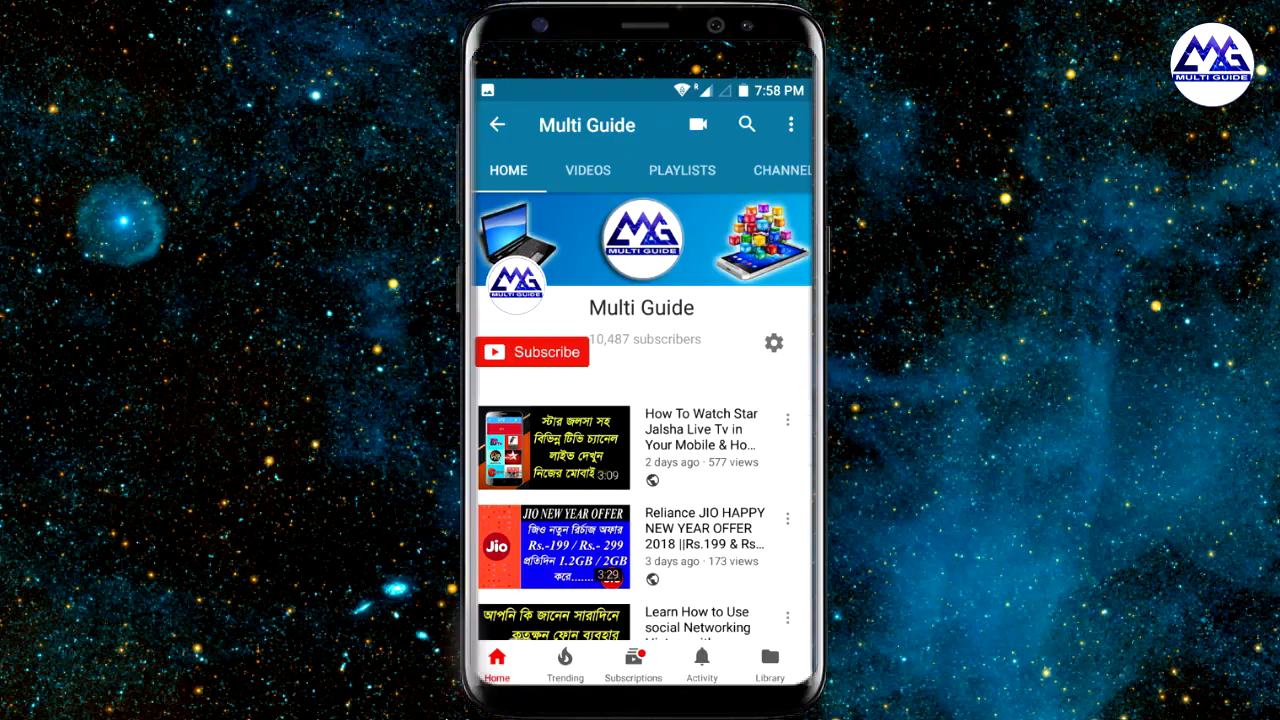 MG
MULTI GUIDE
R
7:58 PM
Multi Guide
HOME VIDEOS PLAYLISTS CHANNEL
MG
MULTI GUIDE
MG
MULTI GUIDE
Multi Guide
10,487 subscribers
Subscribe
স্টার জলসা সহ
বিভিন্ন টিভি চ্যানেল
লাইভ দেখুন
নিজের মোবাই
3:09
How To Watch Star
Jalsha Live Tv in
Your Mobile & Ho...
2 days ago · 577 views
JIO NEW YEAR OFFER
জিও নতুন রির্চাজ অফার
Rs.-199 / Rs.- 299
প্রতিদিন 1.2GB / 2GB
করে.......
3:29
Jio
Reliance JIO HAPPY
NEW YEAR OFFER
2018 ||Rs.199 & Rs...
3 days ago · 173 views
আপনি কি জানেন সারাদিনে
কতক্ষন ফোন ব্যবহার
Learn How to Use
social Networking
Home Trending Subscriptions Activity Library